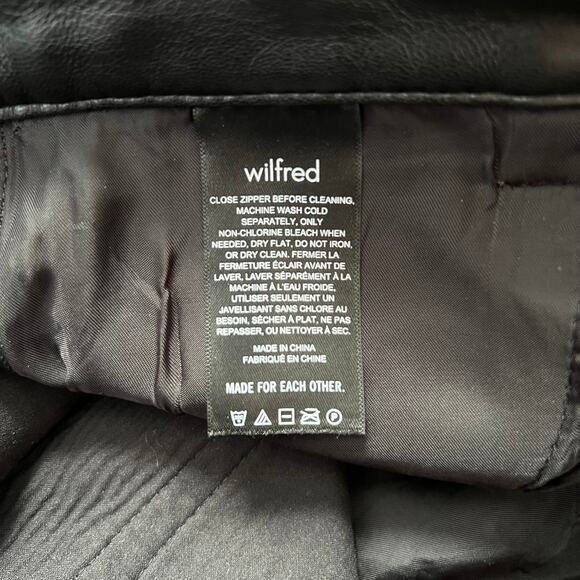 wilfred
CLOSE ZIPPER BEFORE CLEANING,
MACHINE WASH COLD
SEPARATELY, ONLY
NON-CHLORINE BLEACH WHEN
NEEDED, DRY FLAT, DO NOT IRON,
OR DRY CLEAN. FERMER LA
FERMETURE ÉCLAIR AVANT DE
LAVER, LAVER SÉPARÉMENT À LA
MACHINE À L'EAU FROIDE,
UTILISER SEULEMENT UN
JAVELLISANT SANS CHLORE AU
BESOIN, SÉCHER À PLAT, NE PAS
REPASSER, OU NETTOYER À SEC.
MADE IN CHINA
FABRIQUÉ EN CHINE
MADE FOR EACH OTHER.
P